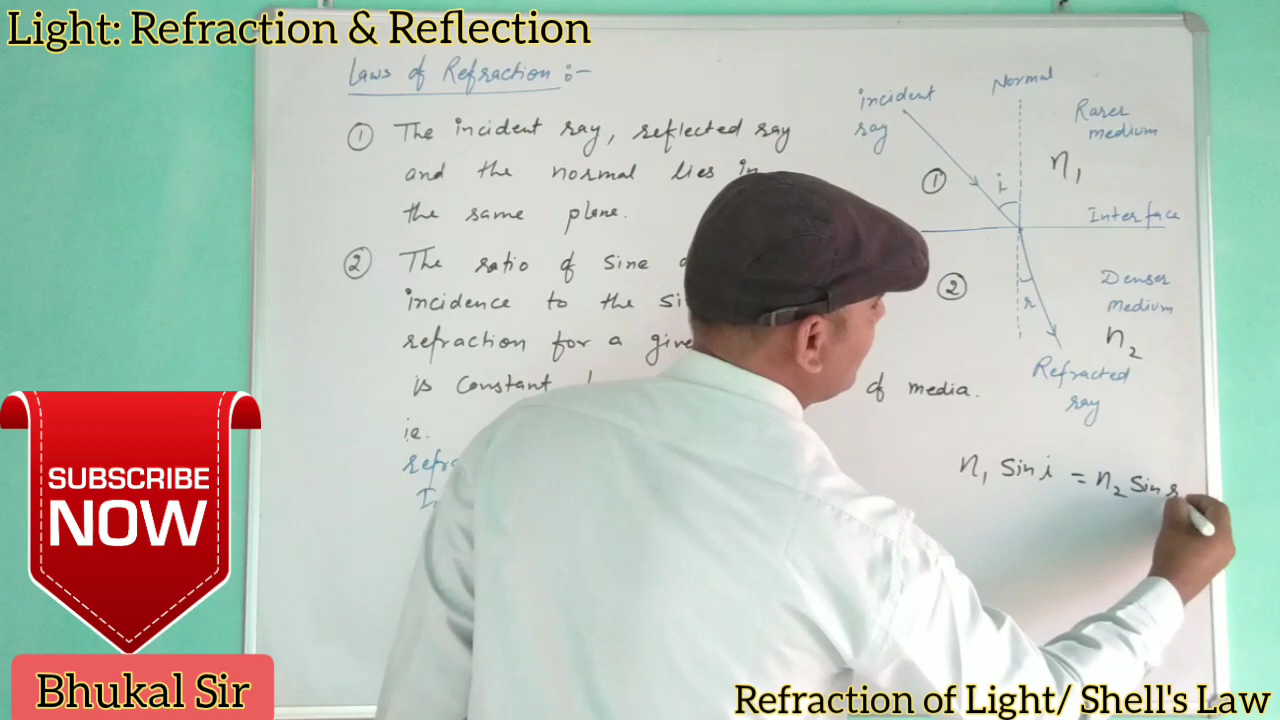 Light: Refraction & Reflection
Laws of Refraction :-
① The incident ray, reflected ray
and the normal lies in
the same plane.
② The ratio of sine
incidence to the
refraction for a
is constant
of media.
ie.
Normal
incident
ray
Rarer
medium
n₁
①
i
Interface
②
Denser
medium
r
n₂
Refracted
ray
n₁ sin i = n₂ sin r
SUBSCRIBE
NOW
Bhukal Sir
Refraction of Light/ Shell's Law